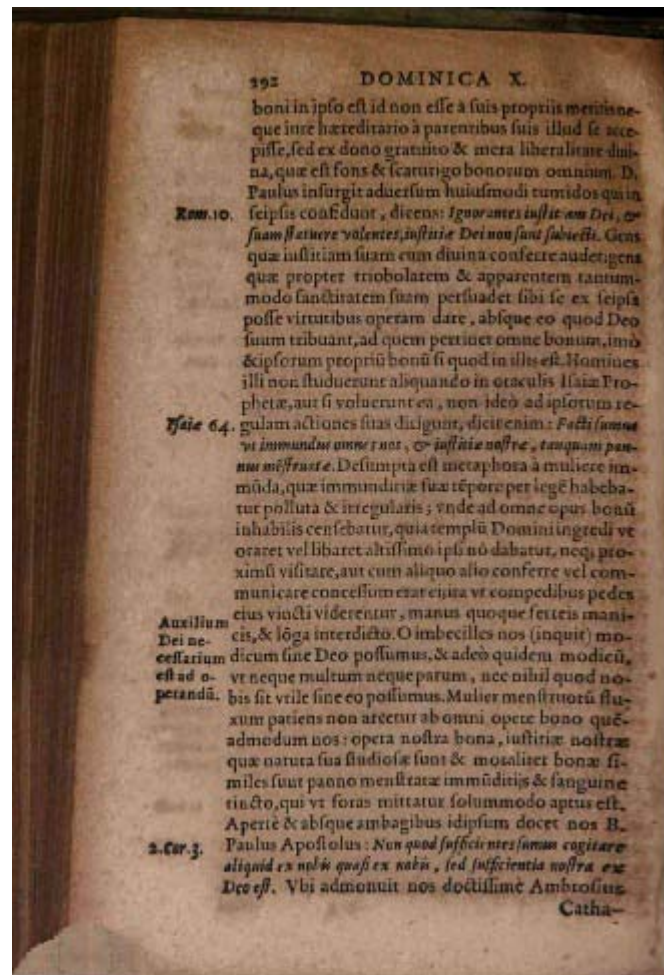 292 DOMINICA X.
boni in ipso est id non esse à suis propriis meritis ne-
que iure hæreditario à parentibus suis illud se acce-
pisse, sed ex dono gratuito & mera liberalitate diui-
na, quæ est fons & scaturigo bonorum omnium. D.
Paulus insurgit aduersum huiusmodi tumidos qui in
Rom. 10. seipsis confidunt, dicens: Ignorantes iustitiam Dei, &
suam statuere volentes, iustitiæ Dei non sunt subiecti. Gens
quæ iustitiam suam cum diuina conferre audet: gens
quæ propter triobolarem & apparentem tantum-
modo sanctitatem suam persuadet sibi se ex seipsa
posse virtutibus operam dare, absque eo quod Deo
suum tribuant, ad quem pertinet omne bonum, imò
& ipsorum propriū bonū si quod in illis est. Homines
illi non studuerunt aliquando in oraculis Isaiæ Pro-
phetæ, aut si voluerunt ea, non ideò ad ipsorum re-
Isaiæ 64. gulam actiones suas dirigunt, dicit enim: Facti sumus
vt immundus omnes nos, & iustitiæ nostræ, tanquam pan-
nus mēstruatæ. Desumpta est metaphora à muliere im-
mūda, quæ immunditiæ suæ tēpore per legē habeba-
tur polluta & irregularis; vnde ad omne opus bonū
inhabilis censebatur, quia templū Domini ingredi vt
oraret vel libaret altissimo ipsi nō dabatur, neq; pro-
ximū visitare, aut cum aliquo alio conferre vel com-
municare concessum erat ei: ita vt compedibus pedes
eius vincti viderentur, manus quoque ferreis mani-
cis, & lōga interdicto. O imbecilles nos (inquit) mo-
Auxilium
Dei ne-
cessarium
est ad o-
perandū.
dicum sine Deo possumus, & adeò quidem modicū,
vt neque multum neque parum, nec nihil quod no-
bis sit vtile sine eo possumus. Mulier menstruorū flu-
xum patiens non arcetur ab omni opere bono quē-
admodum nos: opera nostra bona, iustitiæ nostræ
quæ natura sua studiosæ sunt & moraliter bonæ si-
miles sunt panno menstruatæ immūditijs & sanguine
tincto, qui vt foras mittatur solummodo aptus est.
Apertè & absque ambagibus idipsum docet nos B.
2. Cor. 3. Paulus Apostolus: Non quod sufficientes simus cogitare
aliquid ex nobis quasi ex nobis, sed sufficientia nostra ex
Deo est. Vbi admonuit nos doctissimè Ambrosius
Catha-